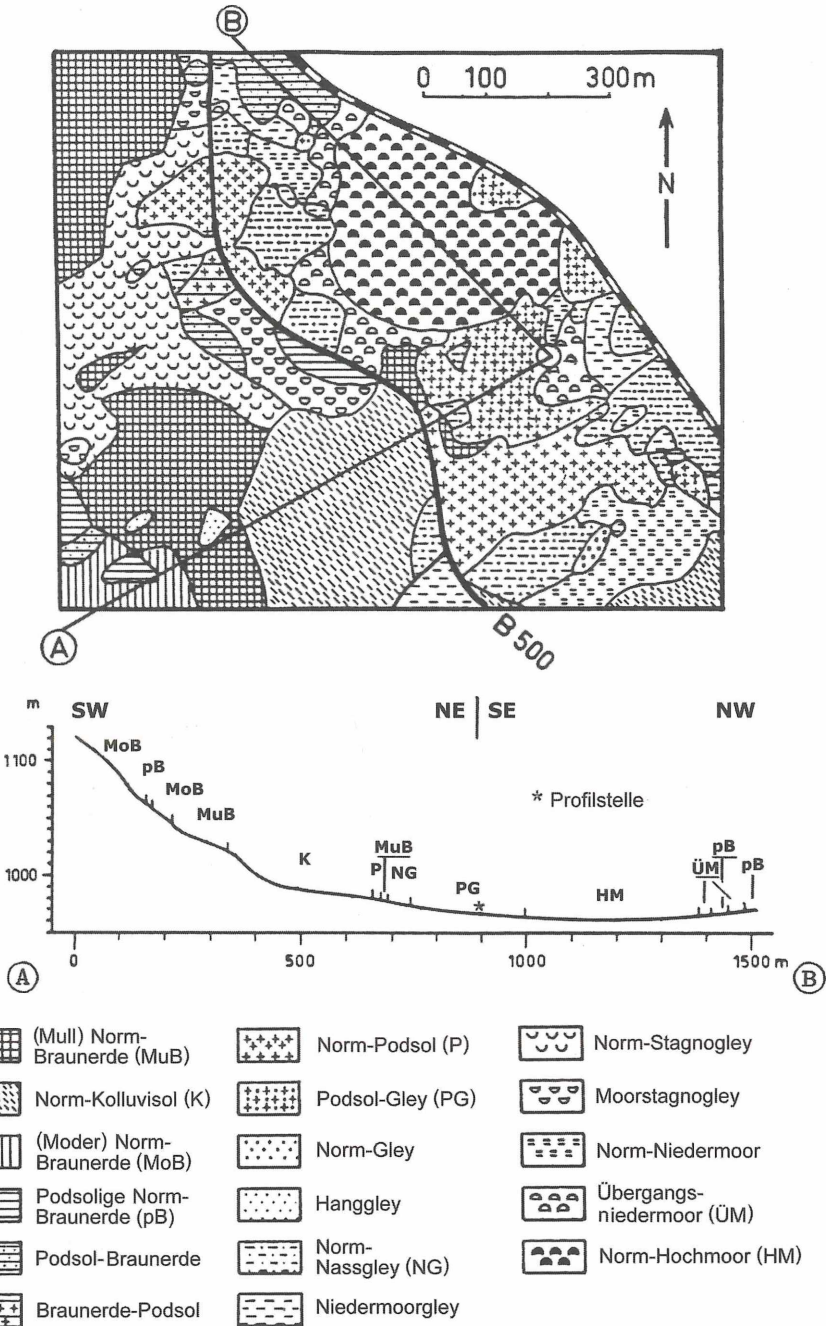 B
0 100 300m
N
A
B 500
m SW NE SE NW
1100
1000
MoB
pB
MoB
MuB
K
MuB
P NG
PG
* Profilstelle
HM
pB
ÜM
pB
A 0 500 1000 1500 m B
(Mull) Norm-
Braunerde (MuB)
Norm-Kolluvisol (K)
(Moder) Norm-
Braunerde (MoB)
Podsolige Norm-
Braunerde (pB)
Podsol-Braunerde
Braunerde-Podsol
Norm-Podsol (P)
Podsol-Gley (PG)
Norm-Gley
Hanggley
Norm-
Nassgley (NG)
Niedermoorgley
Norm-Stagnogley
Moorstagnogley
Norm-Niedermoor
Übergangs-
niedermoor (ÜM)
Norm-Hochmoor (HM)